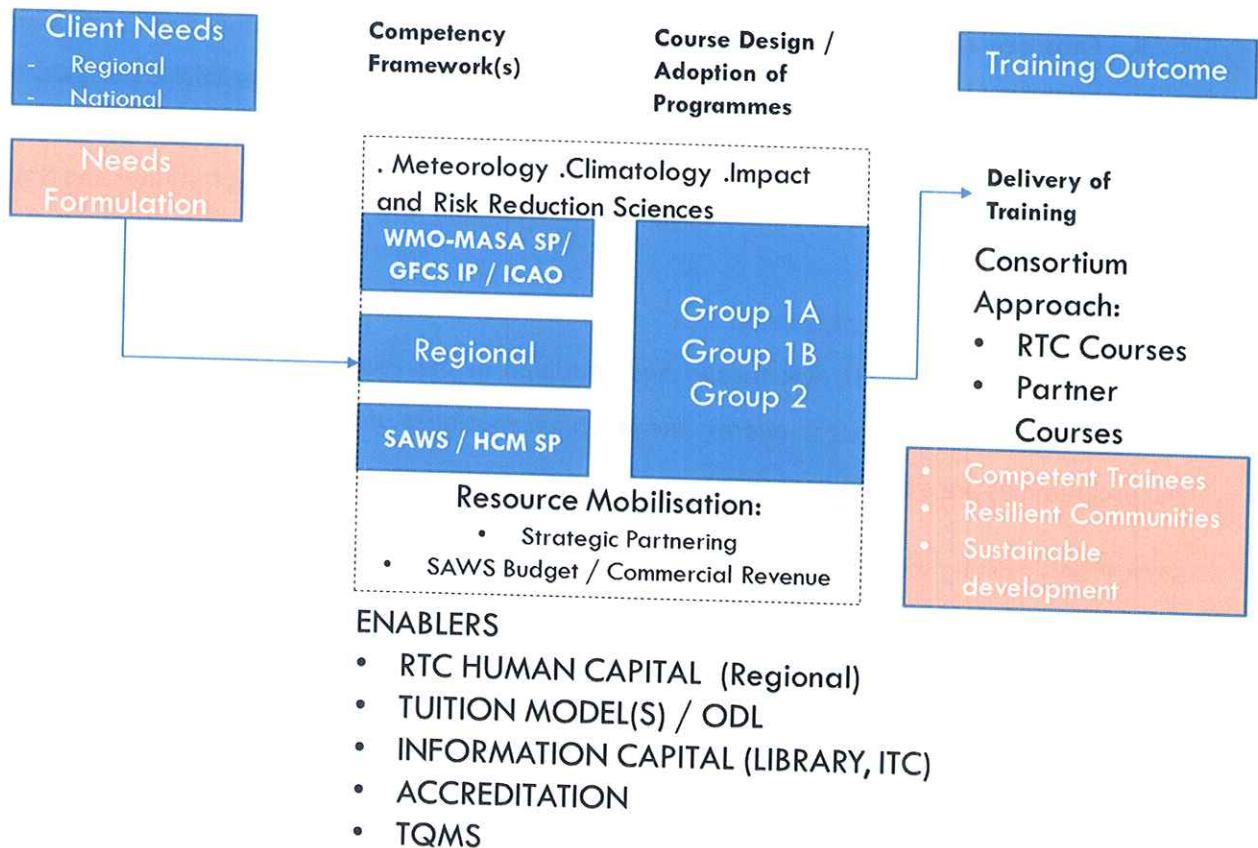 Client Needs
- Regional
- National
Needs
Formulation
Competency
Framework(s)
Course Design /
Adoption of
Programmes
. Meteorology .Climatology .Impact
and Risk Reduction Sciences
WMO-MASA SP/
GFCS IP / ICAO
Regional
SAWS / HCM SP
Group 1A
Group 1B
Group 2
Resource Mobilisation:
• Strategic Partnering
• SAWS Budget / Commercial Revenue
Training Outcome
Delivery of
Training
Consortium
Approach:
• RTC Courses
• Partner
Courses
• Competent Trainees
• Resilient Communities
• Sustainable
development
ENABLERS
• RTC HUMAN CAPITAL (Regional)
• TUITION MODEL(S) / ODL
• INFORMATION CAPITAL (LIBRARY, ITC)
• ACCREDITATION
• TQMS